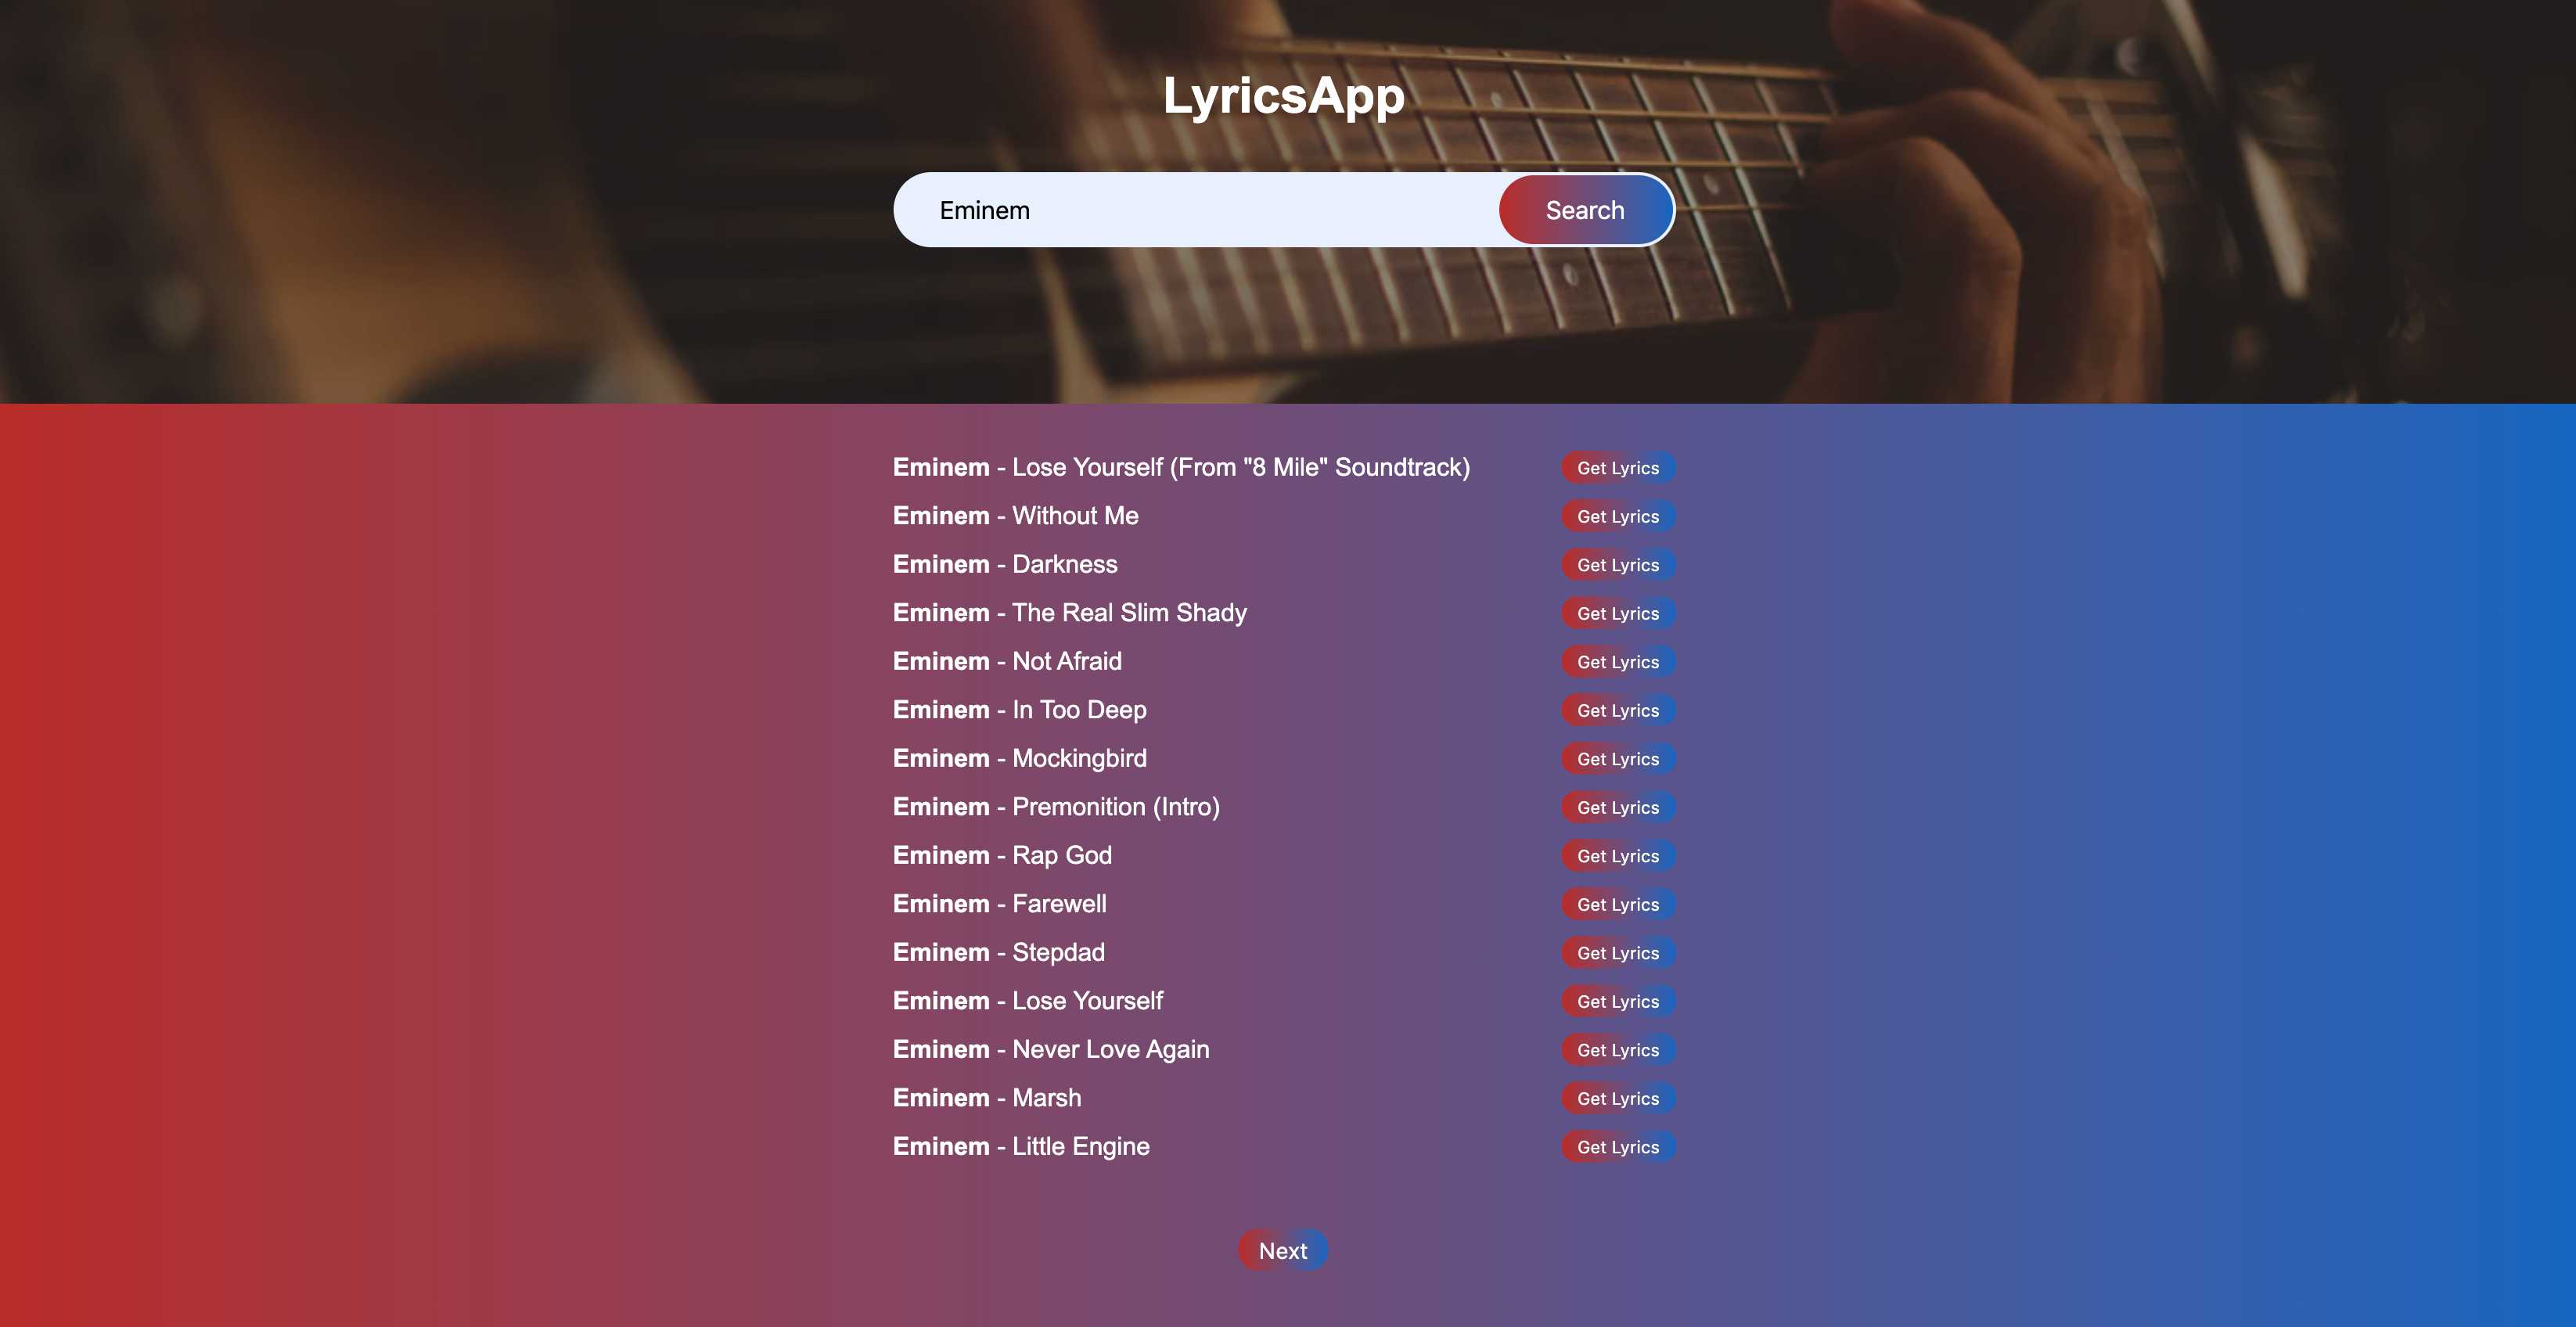 LyricsApp
Eminem Search
Eminem - Lose Yourself (From "8 Mile" Soundtrack) Get Lyrics
Eminem - Without Me Get Lyrics
Eminem - Darkness Get Lyrics
Eminem - The Real Slim Shady Get Lyrics
Eminem - Not Afraid Get Lyrics
Eminem - In Too Deep Get Lyrics
Eminem - Mockingbird Get Lyrics
Eminem - Premonition (Intro) Get Lyrics
Eminem - Rap God Get Lyrics
Eminem - Farewell Get Lyrics
Eminem - Stepdad Get Lyrics
Eminem - Lose Yourself Get Lyrics
Eminem - Never Love Again Get Lyrics
Eminem - Marsh Get Lyrics
Eminem - Little Engine Get Lyrics
Next